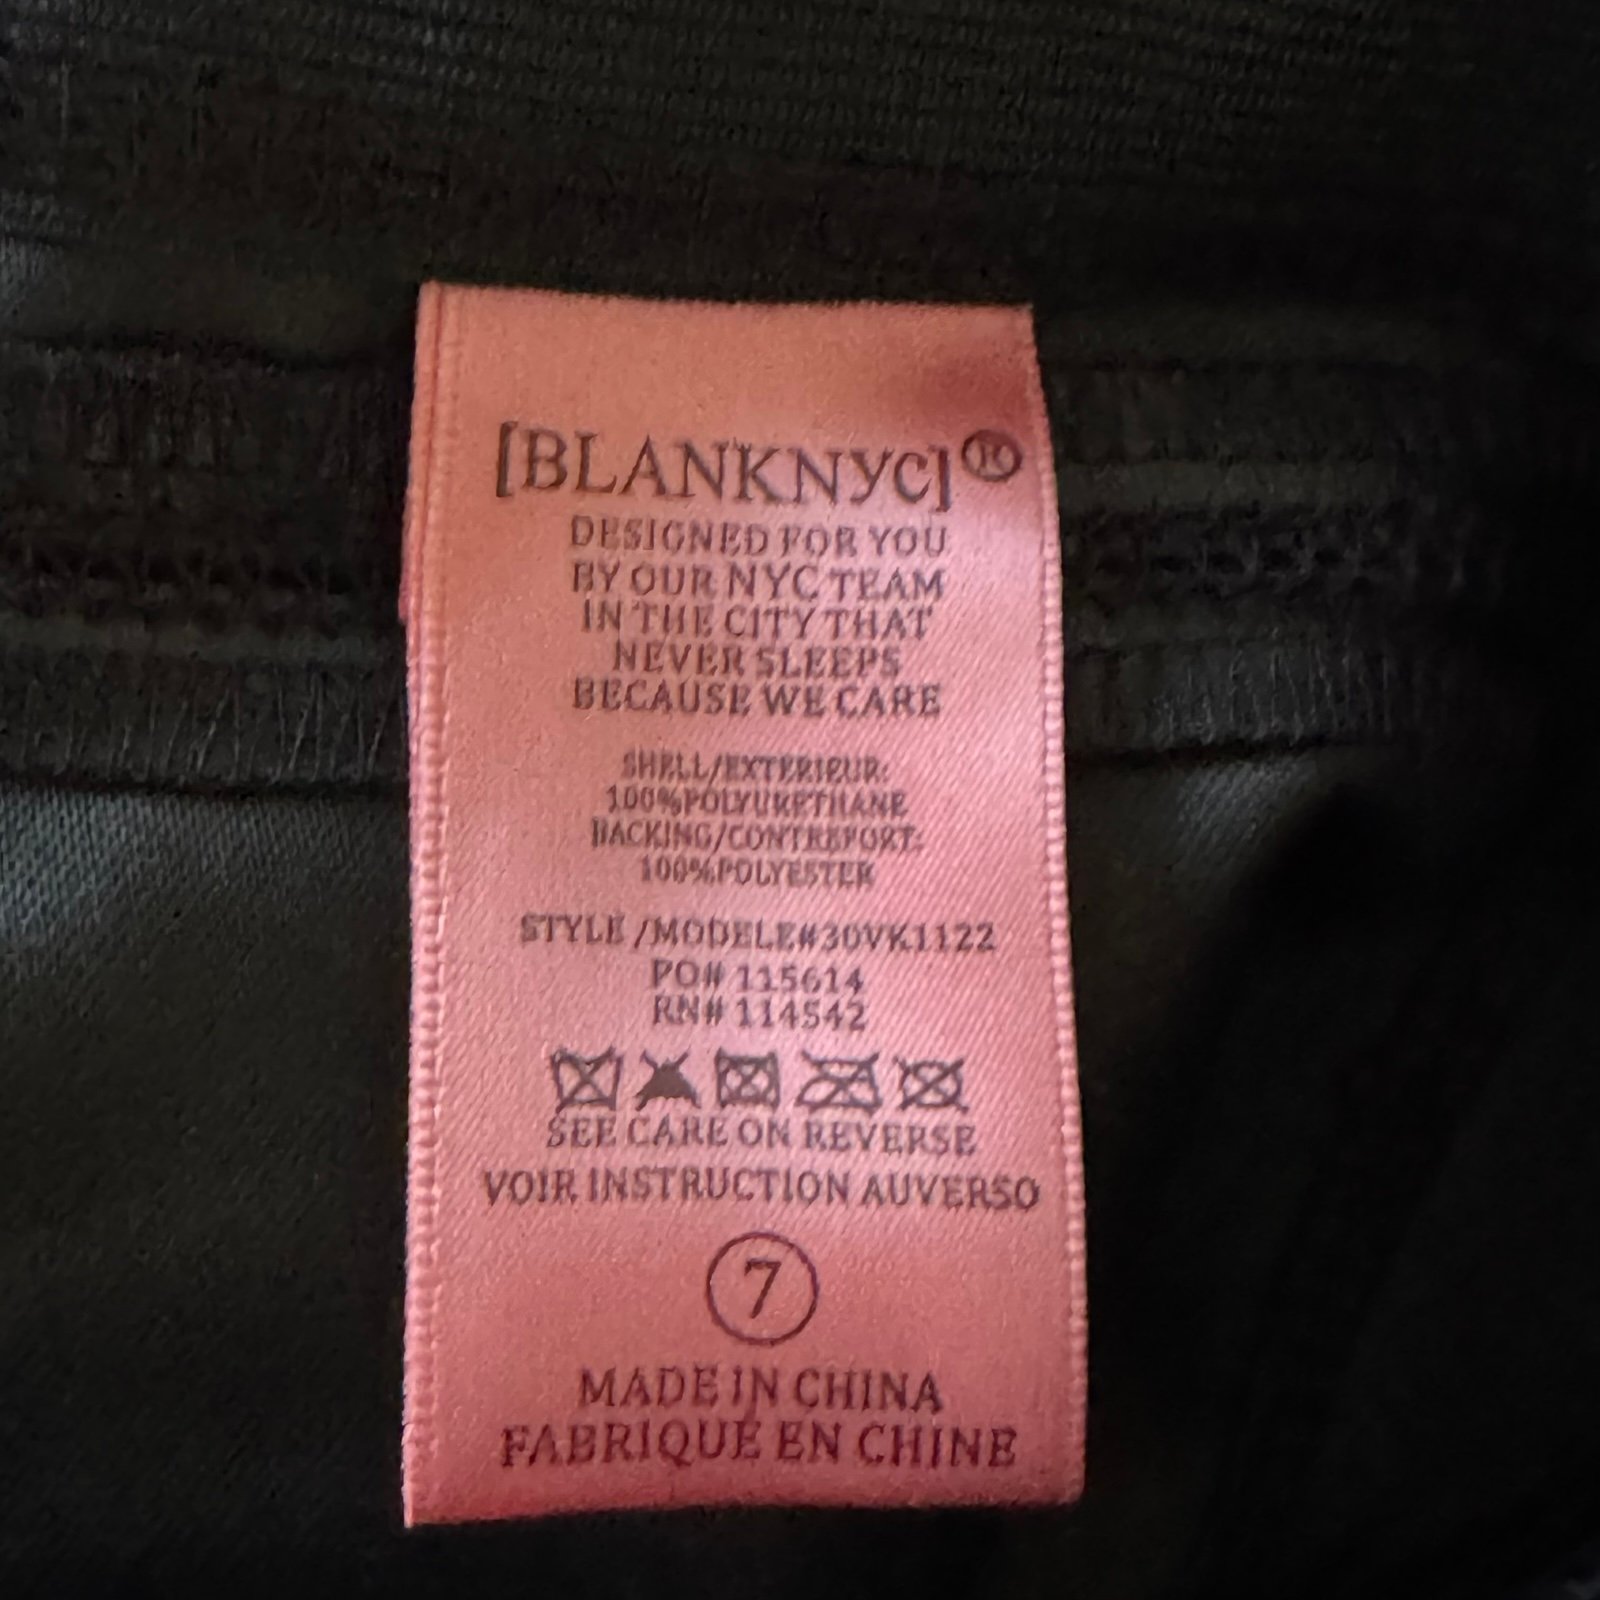 [BLANKNYC]®
DESIGNED FOR YOU
BY OUR NYC TEAM
IN THE CITY THAT
NEVER SLEEPS
BECAUSE WE CARE
SHELL/EXTERIEUR:
100%POLYURETHANE
BACKING/CONTREFORT:
100%POLYESTER
STYLE /MODELE#30VK1122
PO# 115614
RN# 114542
SEE CARE ON REVERSE
VOIR INSTRUCTION AUVERSO
7
MADE IN CHINA
FABRIQUE EN CHINE